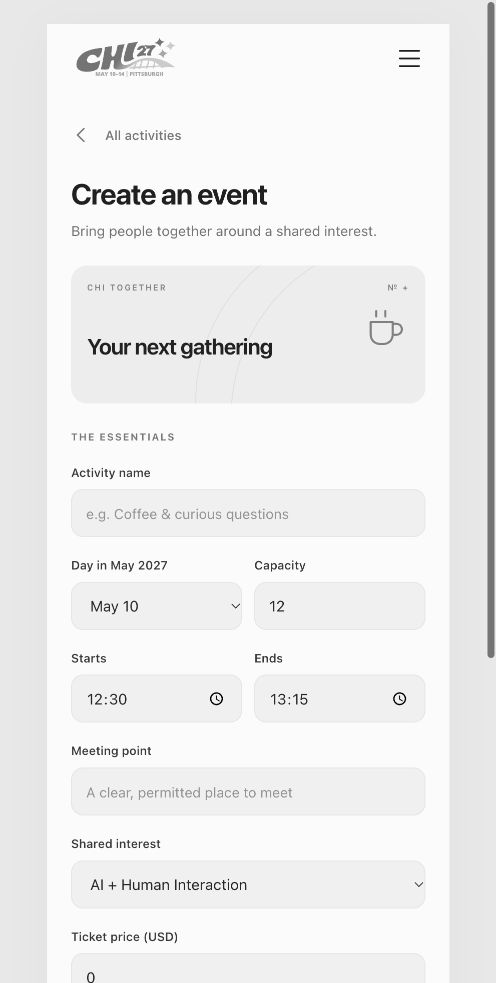 CHI 27
MAY 10–14 | PITTSBURGH
All activities
Create an event
Bring people together around a shared interest.
CHI TOGETHER
Nº +
Your next gathering
THE ESSENTIALS
Activity name
e.g. Coffee & curious questions
Day in May 2027
Capacity
May 10
12
Starts
Ends
12:30
13:15
Meeting point
A clear, permitted place to meet
Shared interest
AI + Human Interaction
Ticket price (USD)
0